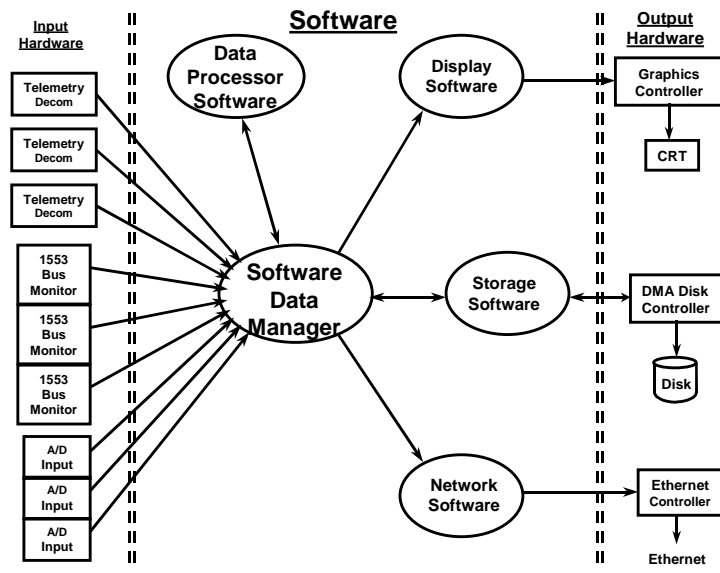 Software
Input
Hardware
Output
Hardware
Telemetry
Decom
Telemetry
Decom
Telemetry
Decom
1553
Bus
Monitor
1553
Bus
Monitor
1553
Bus
Monitor
A/D
Input
A/D
Input
A/D
Input
Data
Processor
Software
Display
Software
Software
Data
Manager
Storage
Software
Network
Software
Graphics
Controller
CRT
DMA Disk
Controller
Disk
Ethernet
Controller
Ethernet